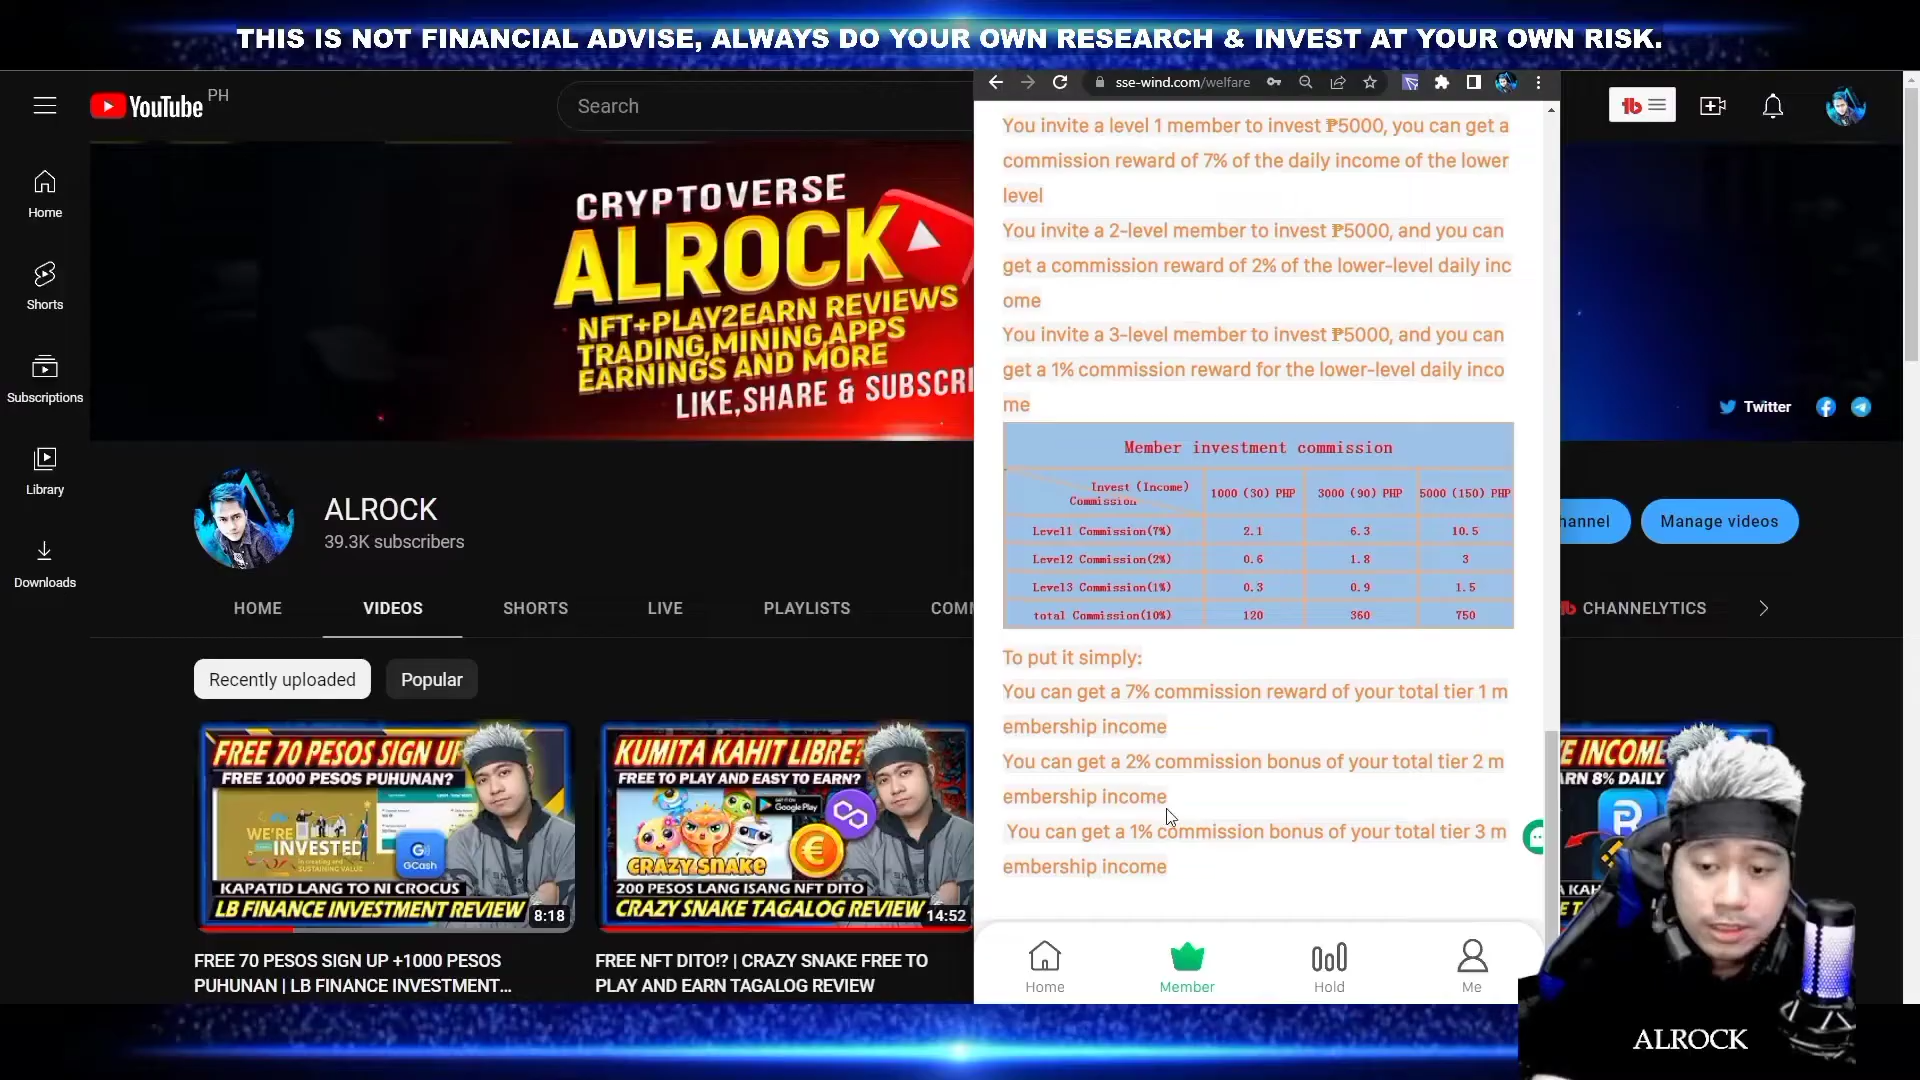 THIS IS NOT FINANCIAL ADVISE, ALWAYS DO YOUR OWN RESEARCH & INVEST AT YOUR OWN RISK.
YouTube PH
Search
sse-wind.com/welfare
Home
Shorts
Subscriptions
Library
Downloads
CRYPTOVERSE
ALROCK
NFT+PLAY2EARN REVIEWS
TRADING,MINING,APPS
EARNINGS AND MORE
LIKE,SHARE & SUBSCRI
Twitter
ALROCK
39.3K subscribers
hannel
Manage videos
HOME
VIDEOS
SHORTS
LIVE
PLAYLISTS
COMM
CHANNELYTICS
Recently uploaded
Popular
FREE 70 PESOS SIGN UP
FREE 1000 PESOS PUHUNAN?
WE'RE
INVESTED
GCash
KAPATID LANG TO NI CROCUS
LB FINANCE INVESTMENT REVIEW
8:18
FREE 70 PESOS SIGN UP +1000 PESOS
PUHUNAN | LB FINANCE INVESTMENT...
KUMITA KAHIT LIBRE?
FREE TO PLAY AND EASY TO EARN?
Google Play
CRAZY SNAKE
200 PESOS LANG ISANG NFT DITO
CRAZY SNAKE TAGALOG REVIEW
14:52
FREE NFT DITO!? | CRAZY SNAKE FREE TO
PLAY AND EARN TAGALOG REVIEW
You invite a level 1 member to invest ₱5000, you can get a
commission reward of 7% of the daily income of the lower
level
You invite a 2-level member to invest ₱5000, and you can
get a commission reward of 2% of the lower-level daily inc
ome
You invite a 3-level member to invest ₱5000, and you can
get a 1% commission reward for the lower-level daily inco
me
Member investment commission
Invest (Income)
Commission
1000 (30) PHP 3000 (90) PHP 5000 (150) PHP
Level1 Commission(7%) 2.1 6.3 10.5
Level2 Commission(2%) 0.6 1.8 3
Level3 Commission(1%) 0.3 0.9 1.5
total Commission(10%) 120 360 750
To put it simply:
You can get a 7% commission reward of your total tier 1 m
embership income
You can get a 2% commission bonus of your total tier 2 m
embership income
You can get a 1% commission bonus of your total tier 3 m
embership income
Home
Member
Hold
Me
E INCOME
ARN 8% DAILY
ALROCK